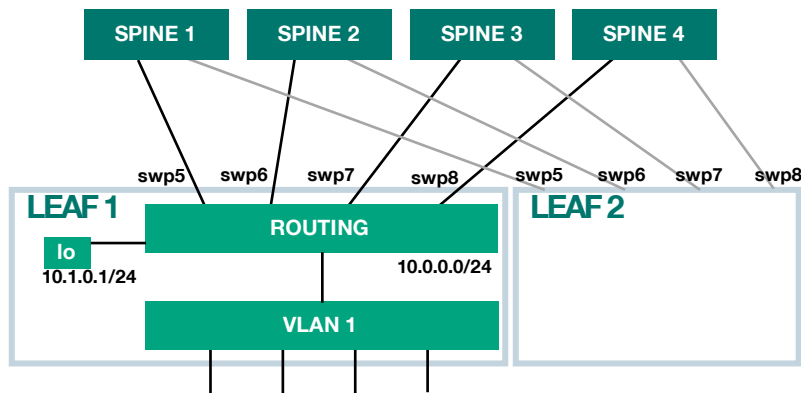 SPINE 1
SPINE 2
SPINE 3
SPINE 4
swp5
swp6
swp7
swp8
swp5
swp6
swp7
swp8
LEAF 1
LEAF 2
ROUTING
lo
10.1.0.1/24
10.0.0.0/24
VLAN 1